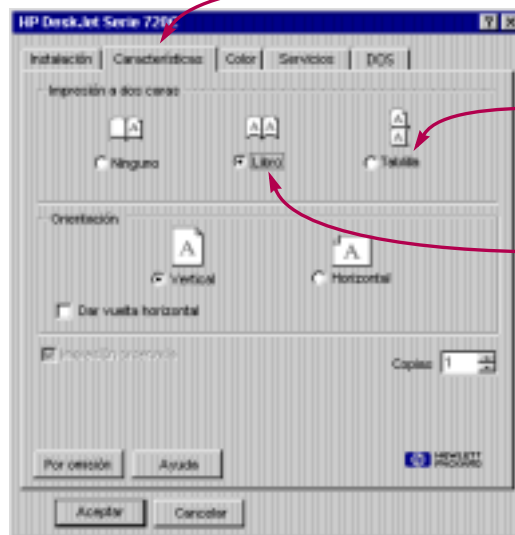 HP DeskJet Serie 720C
Instalación Características Color Servicios DOS
Impresión a dos caras
A A A A A
Ninguno Libro Tablilla
Orientación
A A
Vertical Horizontal
Dar vuelta horizontal
Impresión ordenada
Copias 1
Por omisión Ayuda
HEWLETT
PACKARD
Aceptar Cancelar